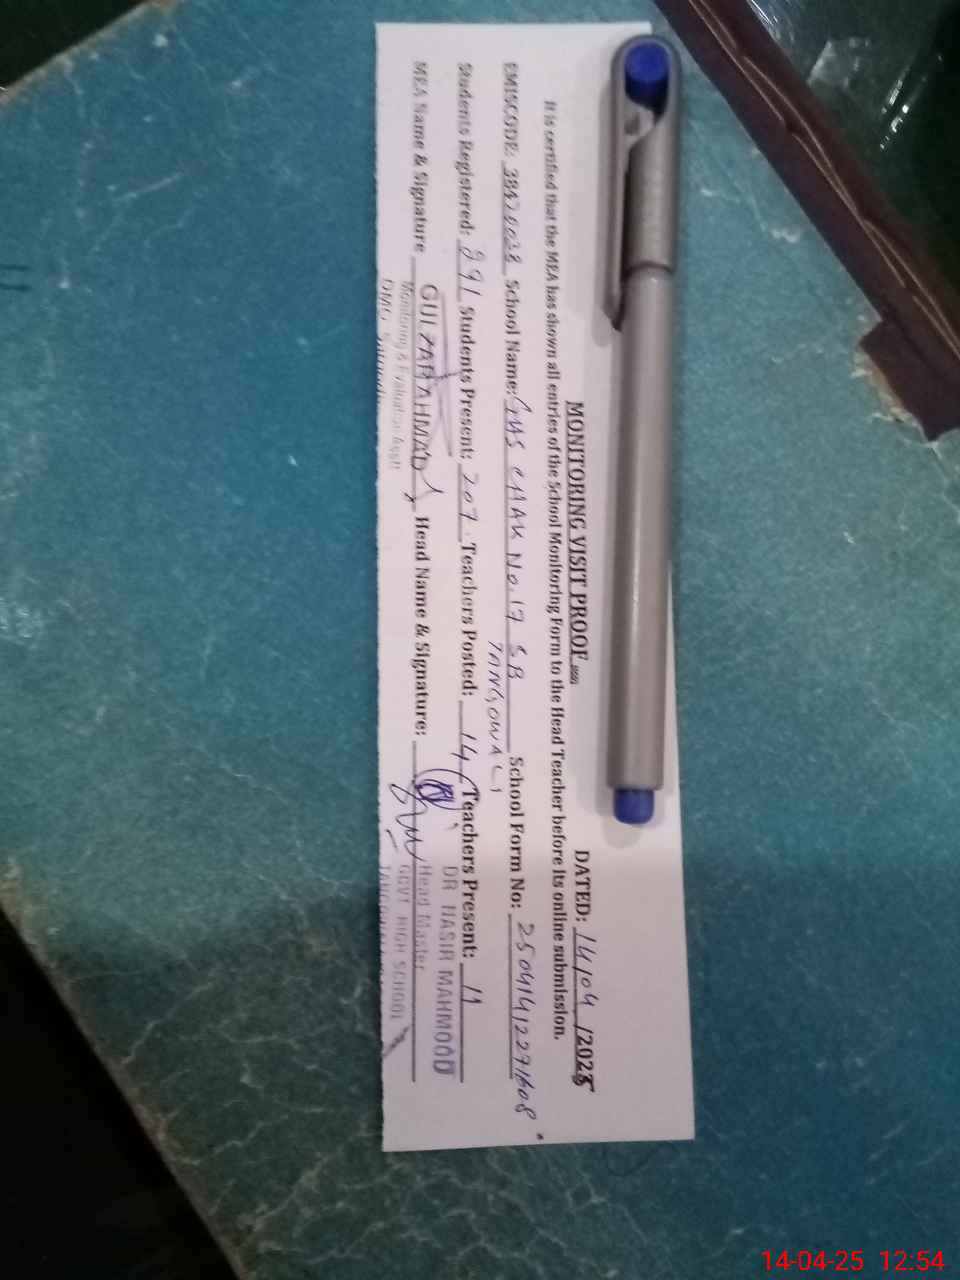 MONITORING VISIT PROOF
DATED: 14/04/2025
It is certified that the MEA has shown all entries of the School Monitoring Form to the Head Teacher before its online submission.
EMISCODE: 38470038 School Name: GHS CHAK No. 17 SB School Form No: 25041412271608
TANGOWALI
Students Registered: 291 Students Present: 207 Teachers Posted: 14 Teachers Present: 11
MEA Name & Signature GULZAR AHMAD Head Name & Signature: DR NASIR MAHMOOD
Monitoring & Evaluation Asstt
Head Master
DMO
GOVT. HIGH SCHOOL
14-04-25 12:54